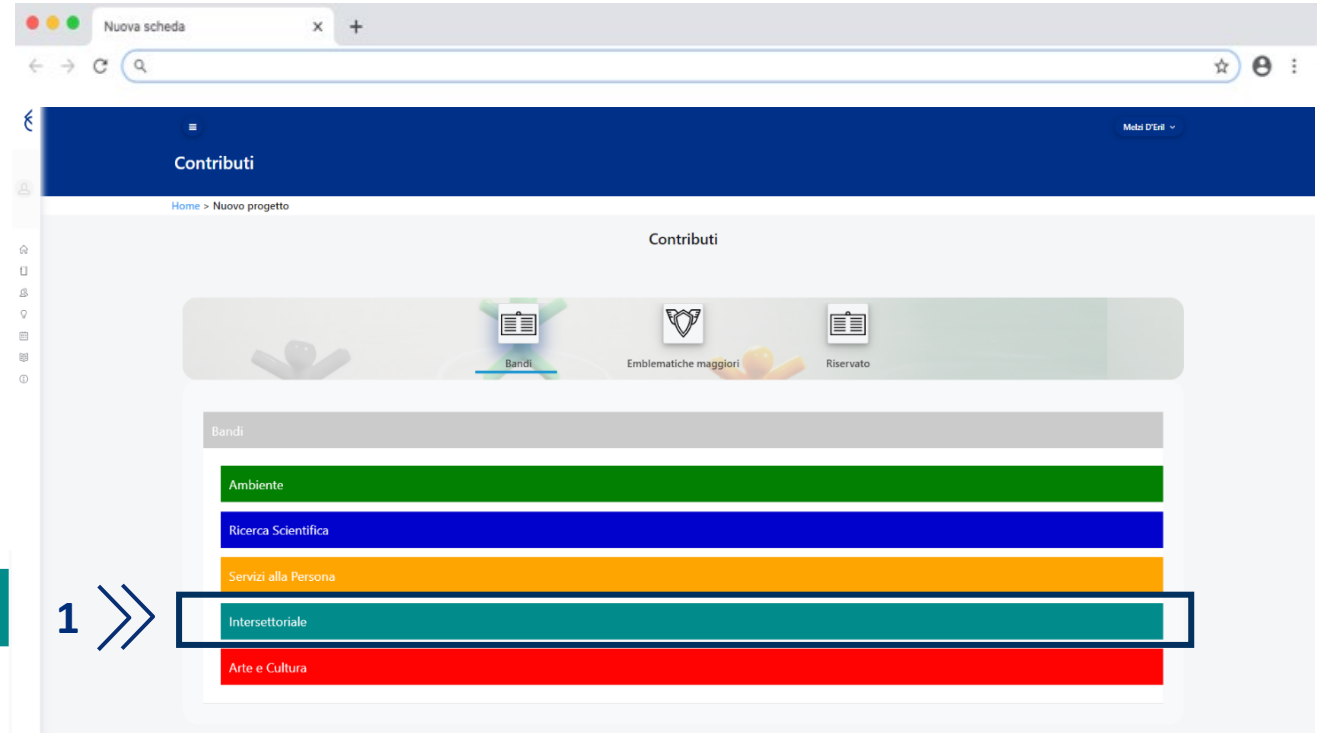 Nuova scheda
Melzi D'Eril
Contributi
Home > Nuovo progetto
Contributi
Bandi Emblematiche maggiori Riservato
Bandi
Ambiente
Ricerca Scientifica
Servizi alla Persona
1
Intersettoriale
Arte e Cultura